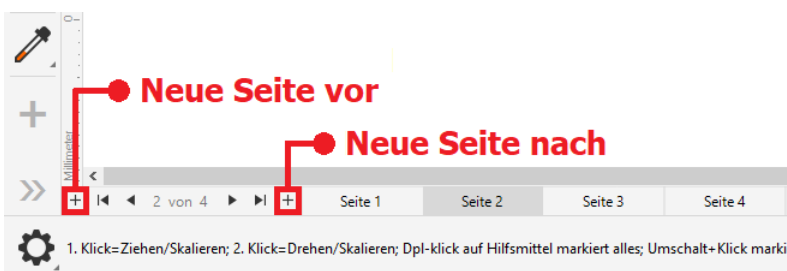 0
Neue Seite vor
Neue Seite nach
Millimeter
2 von 4
Seite 1
Seite 2
Seite 3
Seite 4
1. Klick=Ziehen/Skalieren; 2. Klick=Drehen/Skalieren; Dpl-klick auf Hilfsmittel markiert alles; Umschalt+Klick marki